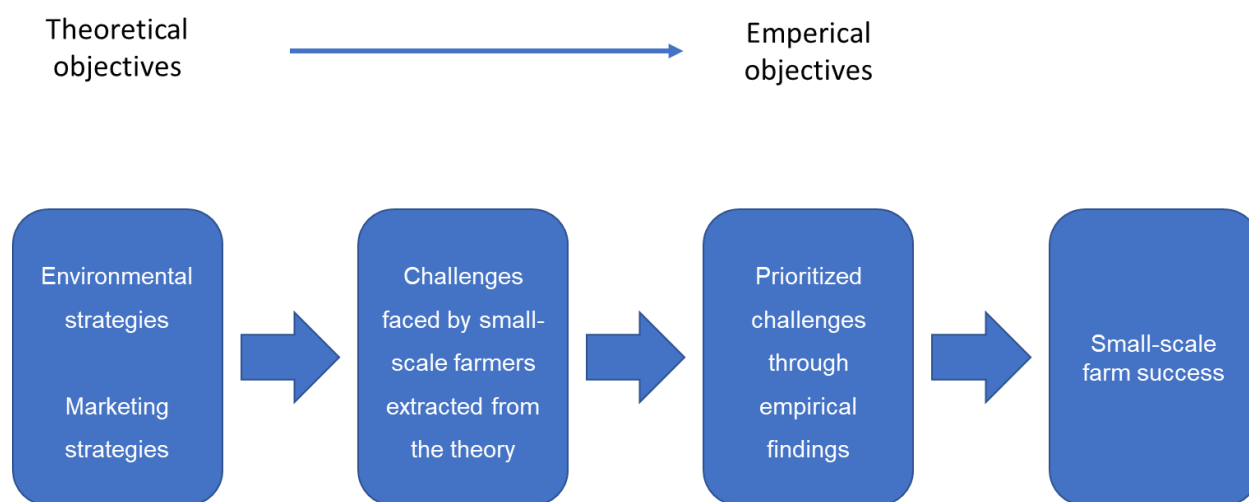 Theoretical
objectives
Emperical
objectives
Environmental
strategies
Marketing
strategies
Challenges
faced by small-
scale farmers
extracted from
the theory
Prioritized
challenges
through
empirical
findings
Small-scale
farm success